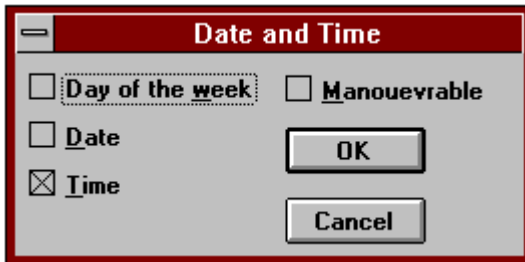 Date and Time
Day of the week
Manouevrable
Date
OK
Time
Cancel